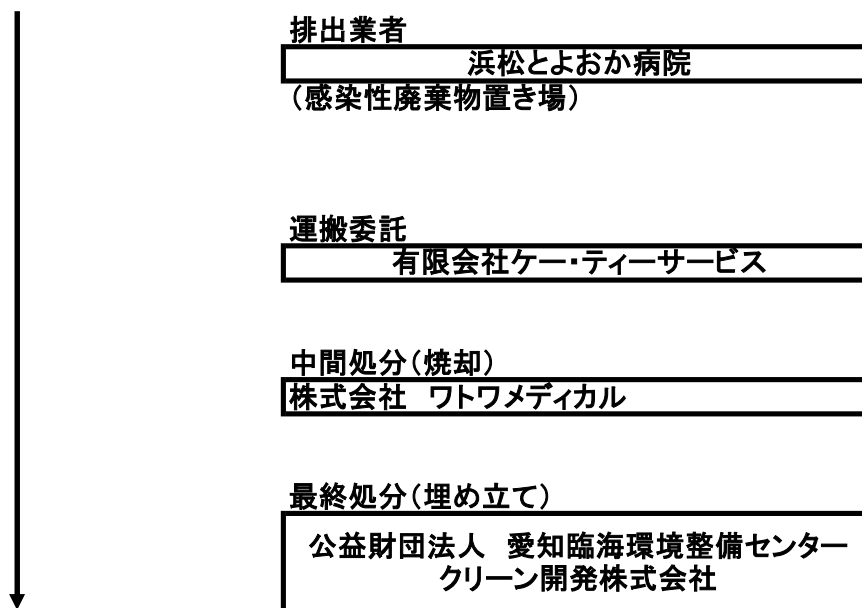 排出業者
浜松とよおか病院
（感染性廃棄物置き場）
運搬委託
有限会社ケー・ティーサービス
中間処分（焼却）
株式会社　ワトワメディカル
最終処分（埋め立て）
公益財団法人　愛知臨海環境整備センター
クリーン開発株式会社